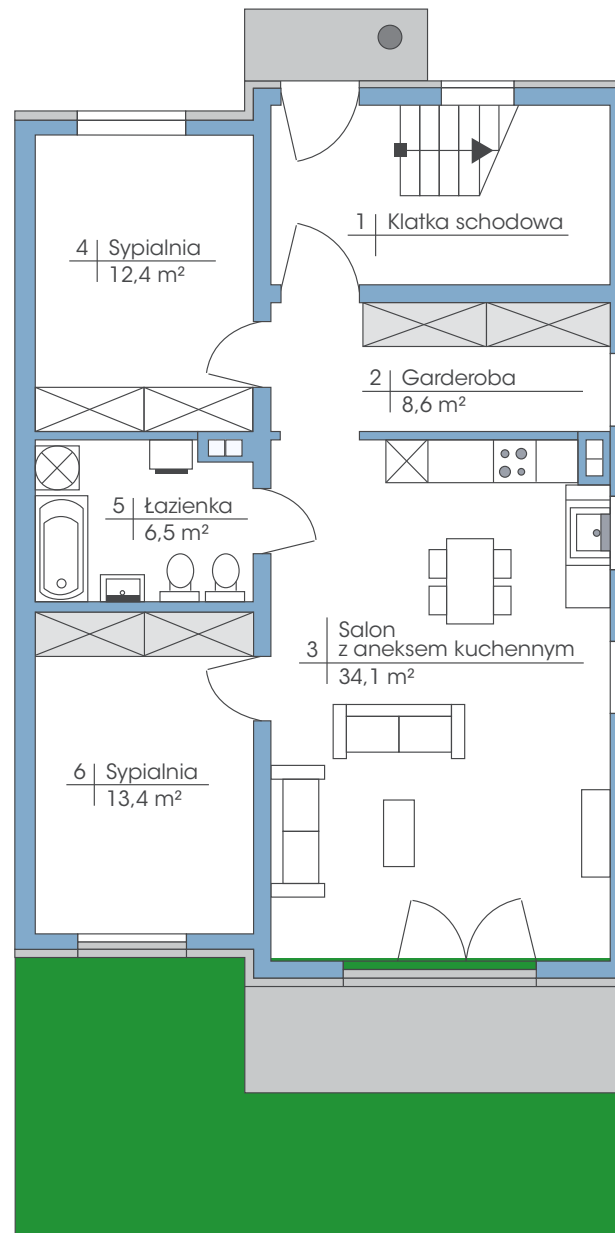 1 Klatka schodowa
4 Sypialnia
12,4 m²
2 Garderoba
8,6 m²
5 Łazienka
6,5 m²
3 Salon
z aneksem kuchennym
34,1 m²
6 Sypialnia
13,4 m²